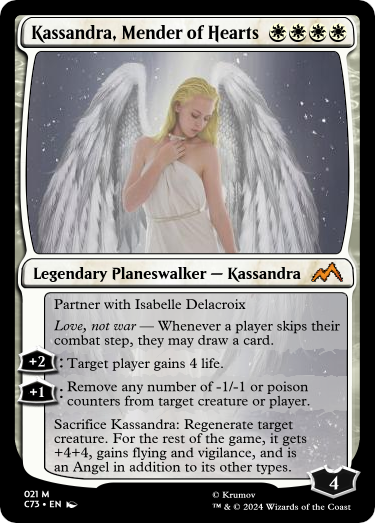 Kassandra, Mender of Hearts
Legendary Planeswalker — Kassandra
Partner with Isabelle Delacroix
Love, not war — Whenever a player skips their
combat step, they may draw a card.
+2: Target player gains 4 life.
+1: Remove any number of -1/-1 or poison
counters from target creature or player.
Sacrifice Kassandra: Regenerate target
creature. For the rest of the game, it gets
+4+4, gains flying and vigilance, and is
an Angel in addition to its other types.
4
021 M
C73 • EN
© Krumov
™ & © 2024 Wizards of the Coast